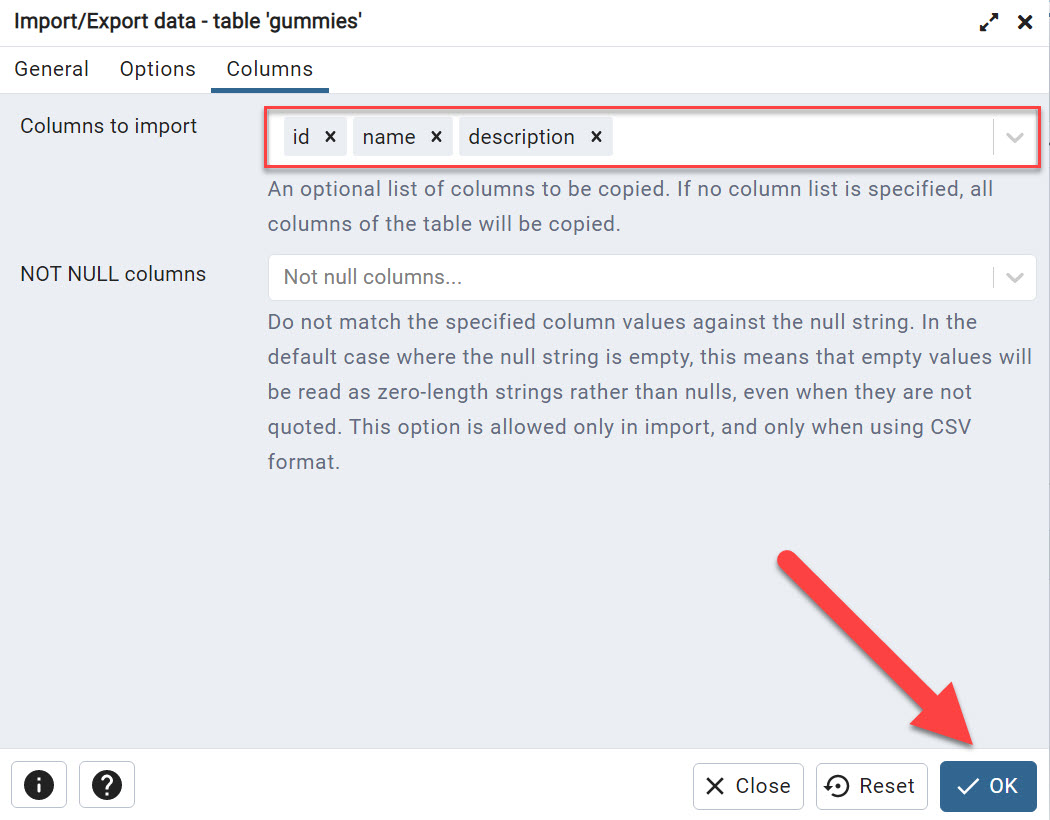 Import/Export data - table 'gummies'
General Options Columns
Columns to import
id name description
An optional list of columns to be copied. If no column list is specified, all
columns of the table will be copied.
NOT NULL columns
Not null columns...
Do not match the specified column values against the null string. In the
default case where the null string is empty, this means that empty values will
be read as zero-length strings rather than nulls, even when they are not
quoted. This option is allowed only in import, and only when using CSV
format.
Close Reset OK